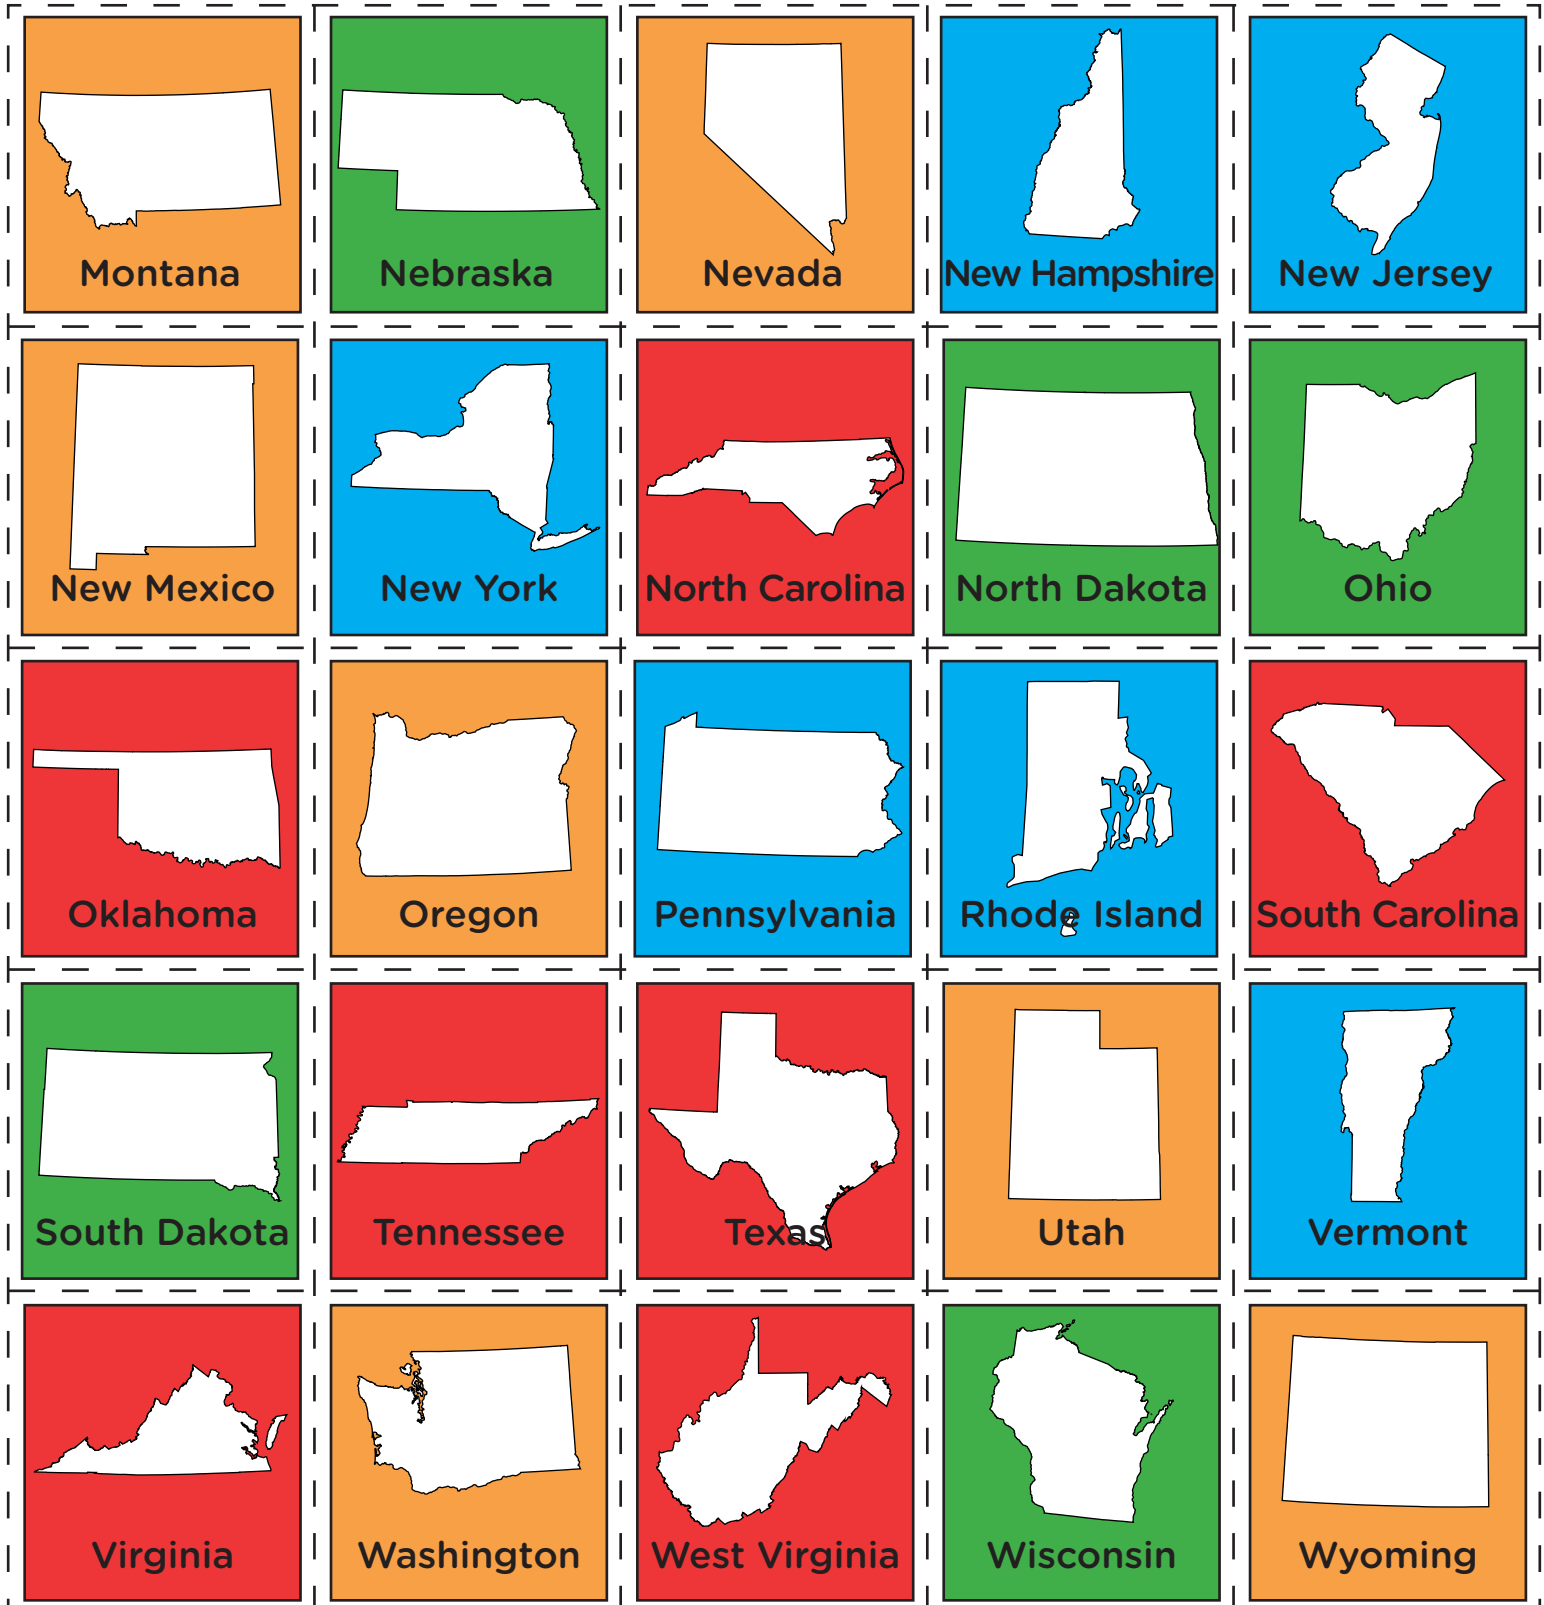 Montana
Nebraska
Nevada
New Hampshire
New Jersey
New Mexico
New York
North Carolina
North Dakota
Ohio
Oklahoma
Oregon
Pennsylvania
Rhode Island
South Carolina
South Dakota
Tennessee
Texas
Utah
Vermont
Virginia
Washington
West Virginia
Wisconsin
Wyoming